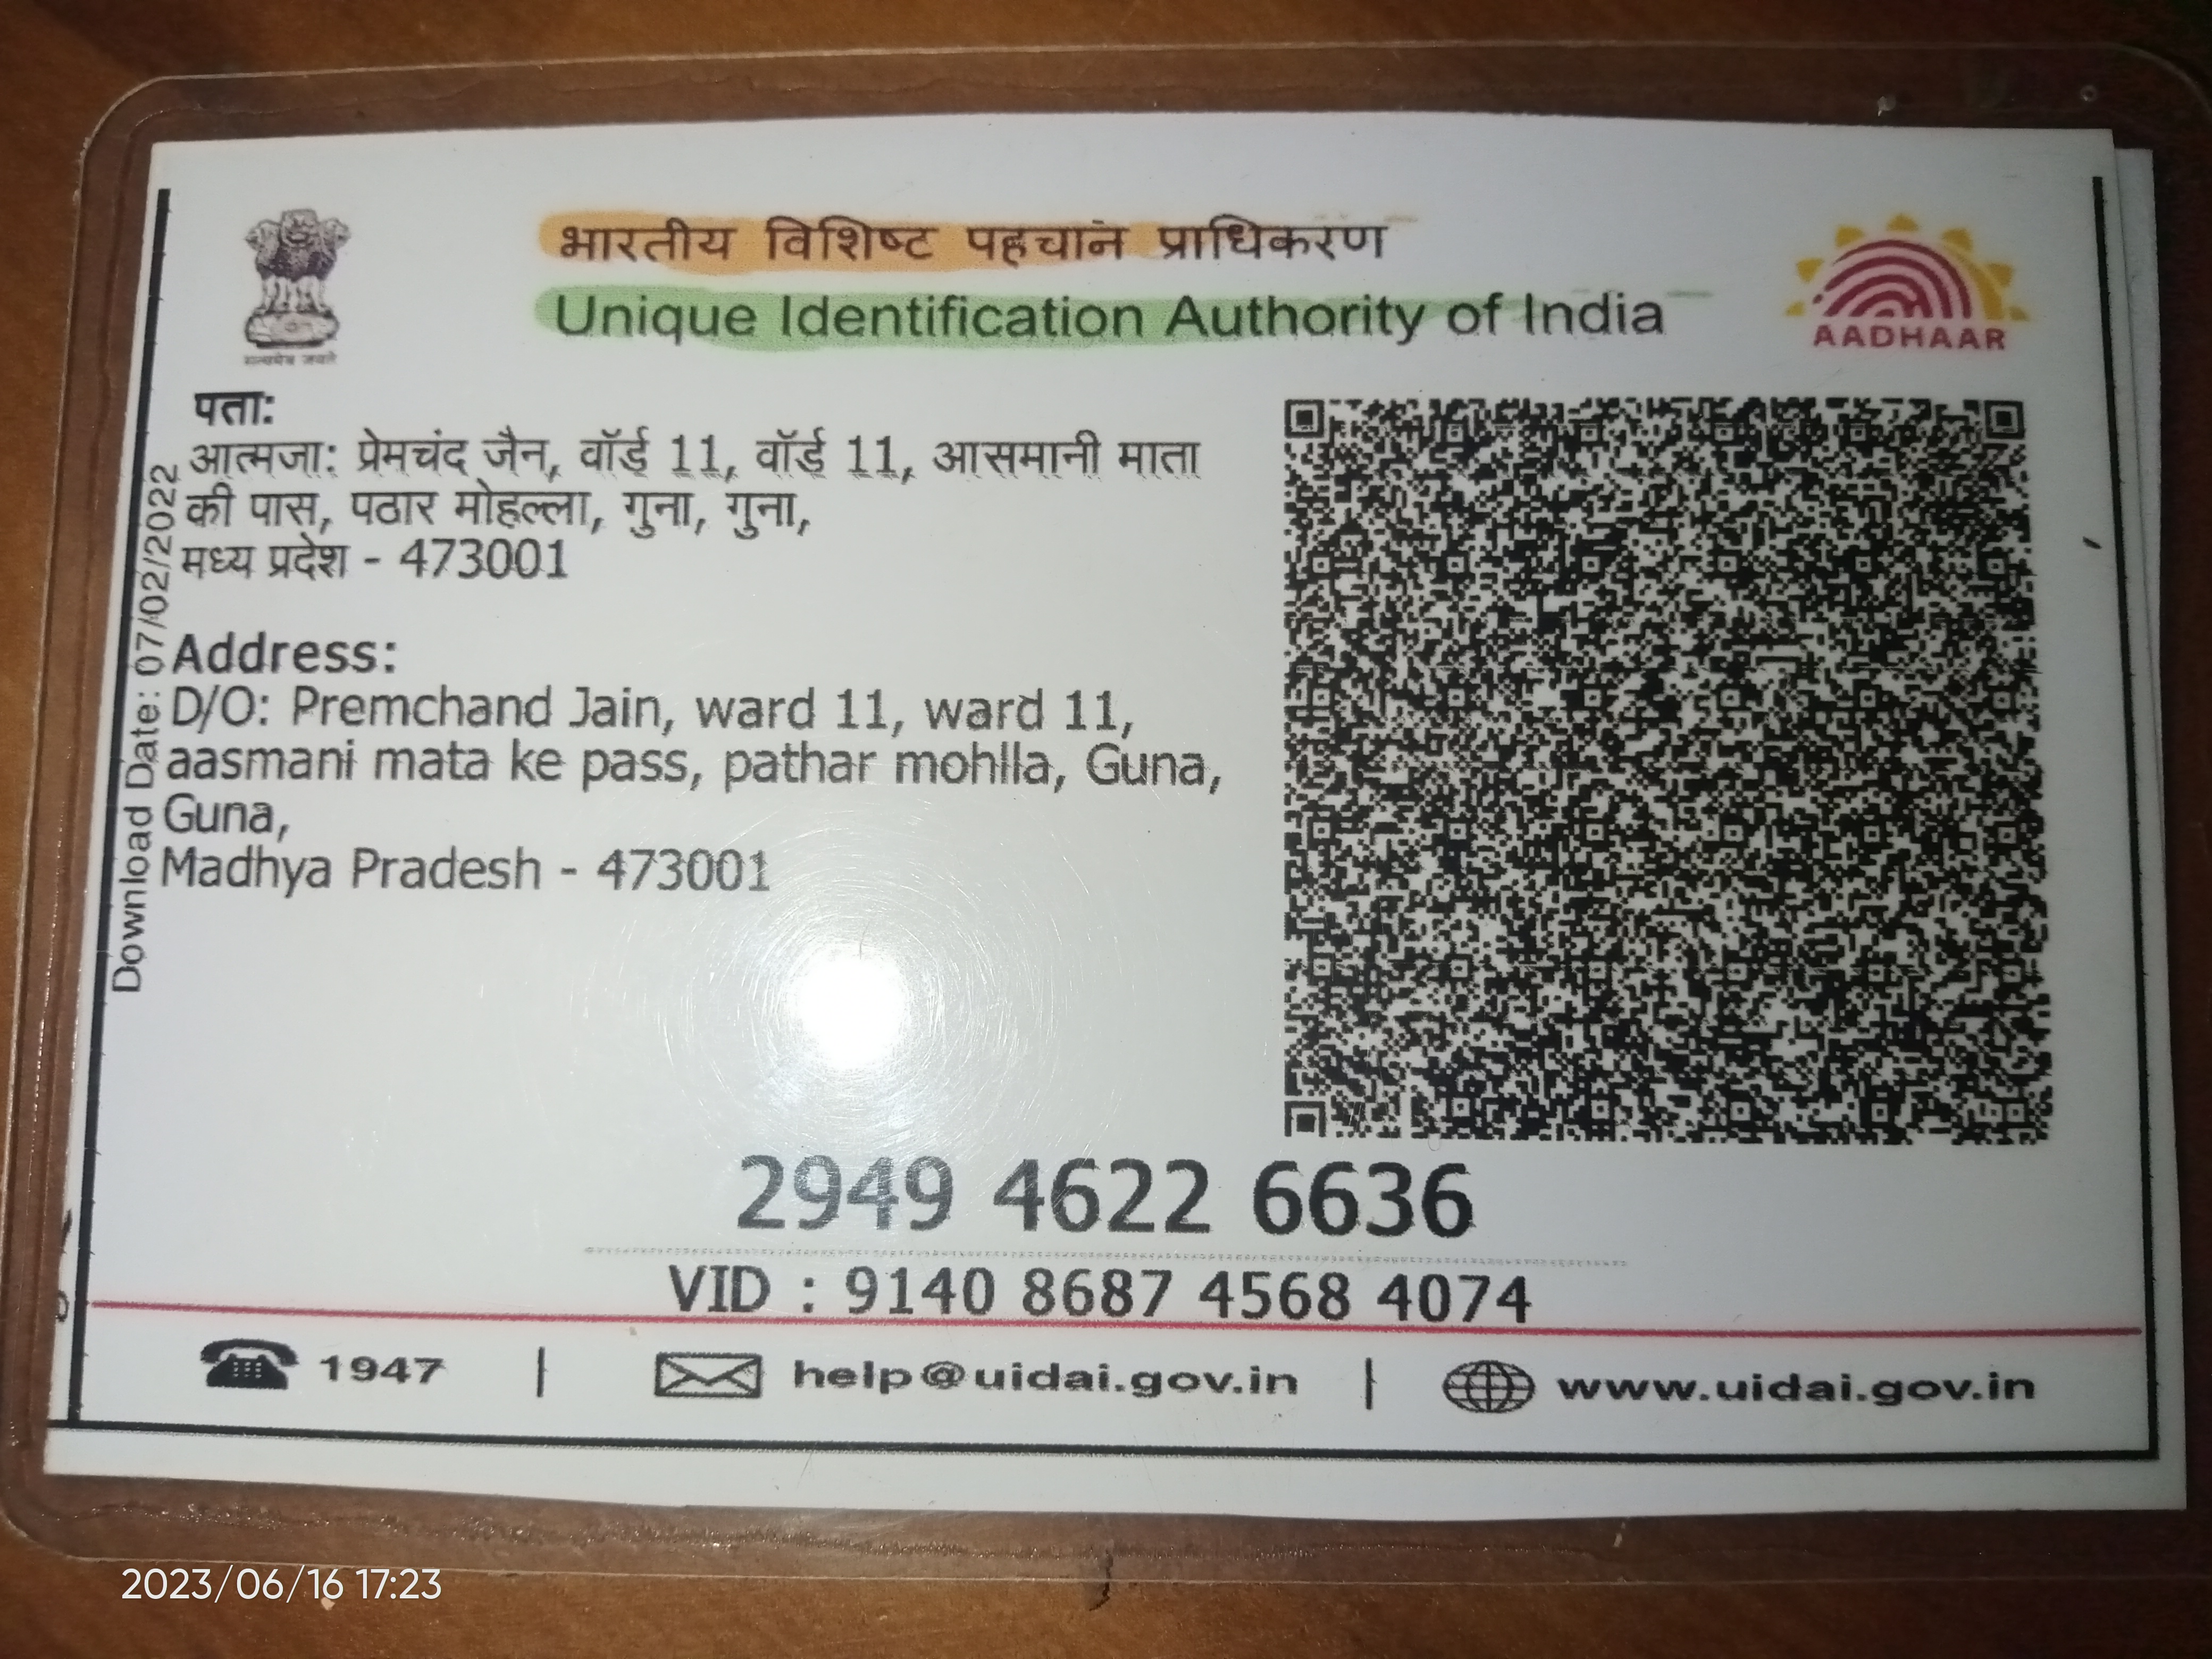 भारतीय विशिष्ट पहचान प्राधिकरण
Unique Identification Authority of India
सत्यमेव जयते
AADHAAR
पता:
आत्मजा: प्रेमचंद जैन, वॉर्ड 11, वॉर्ड 11, आसमानी माता
की पास, पठार मोहल्ला, गुना, गुना,
मध्य प्रदेश - 473001
Address:
D/O: Premchand Jain, ward 11, ward 11,
aasmani mata ke pass, pathar mohlla, Guna,
Guna,
Madhya Pradesh - 473001
Download Date: 07/02/2022
2949 4622 6636
VID : 9140 8687 4568 4074
1947 | help@uidai.gov.in | www.uidai.gov.in
2023/06/16 17:23